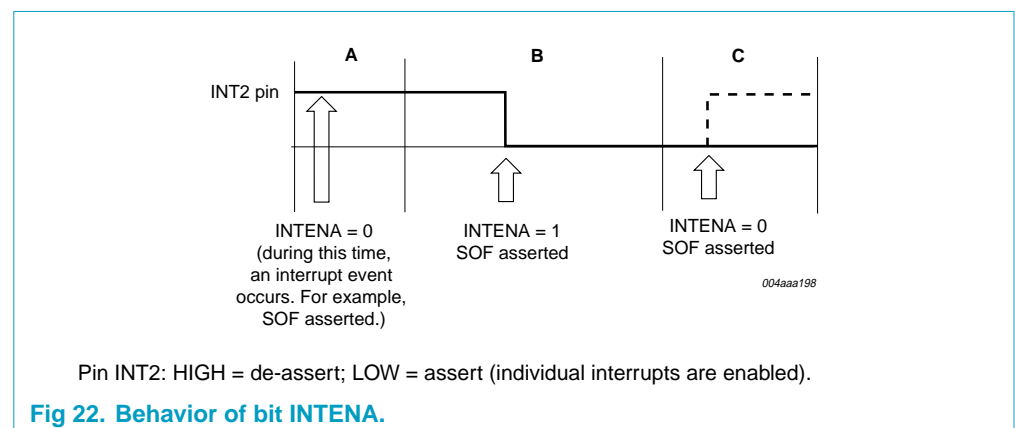 A
B
C
INT2 pin
INTENA = 0
(during this time,
an interrupt event
occurs. For example,
SOF asserted.)
INTENA = 1
SOF asserted
INTENA = 0
SOF asserted
004aaa198
Pin INT2: HIGH = de-assert; LOW = assert (individual interrupts are enabled).
Fig 22. Behavior of bit INTENA.